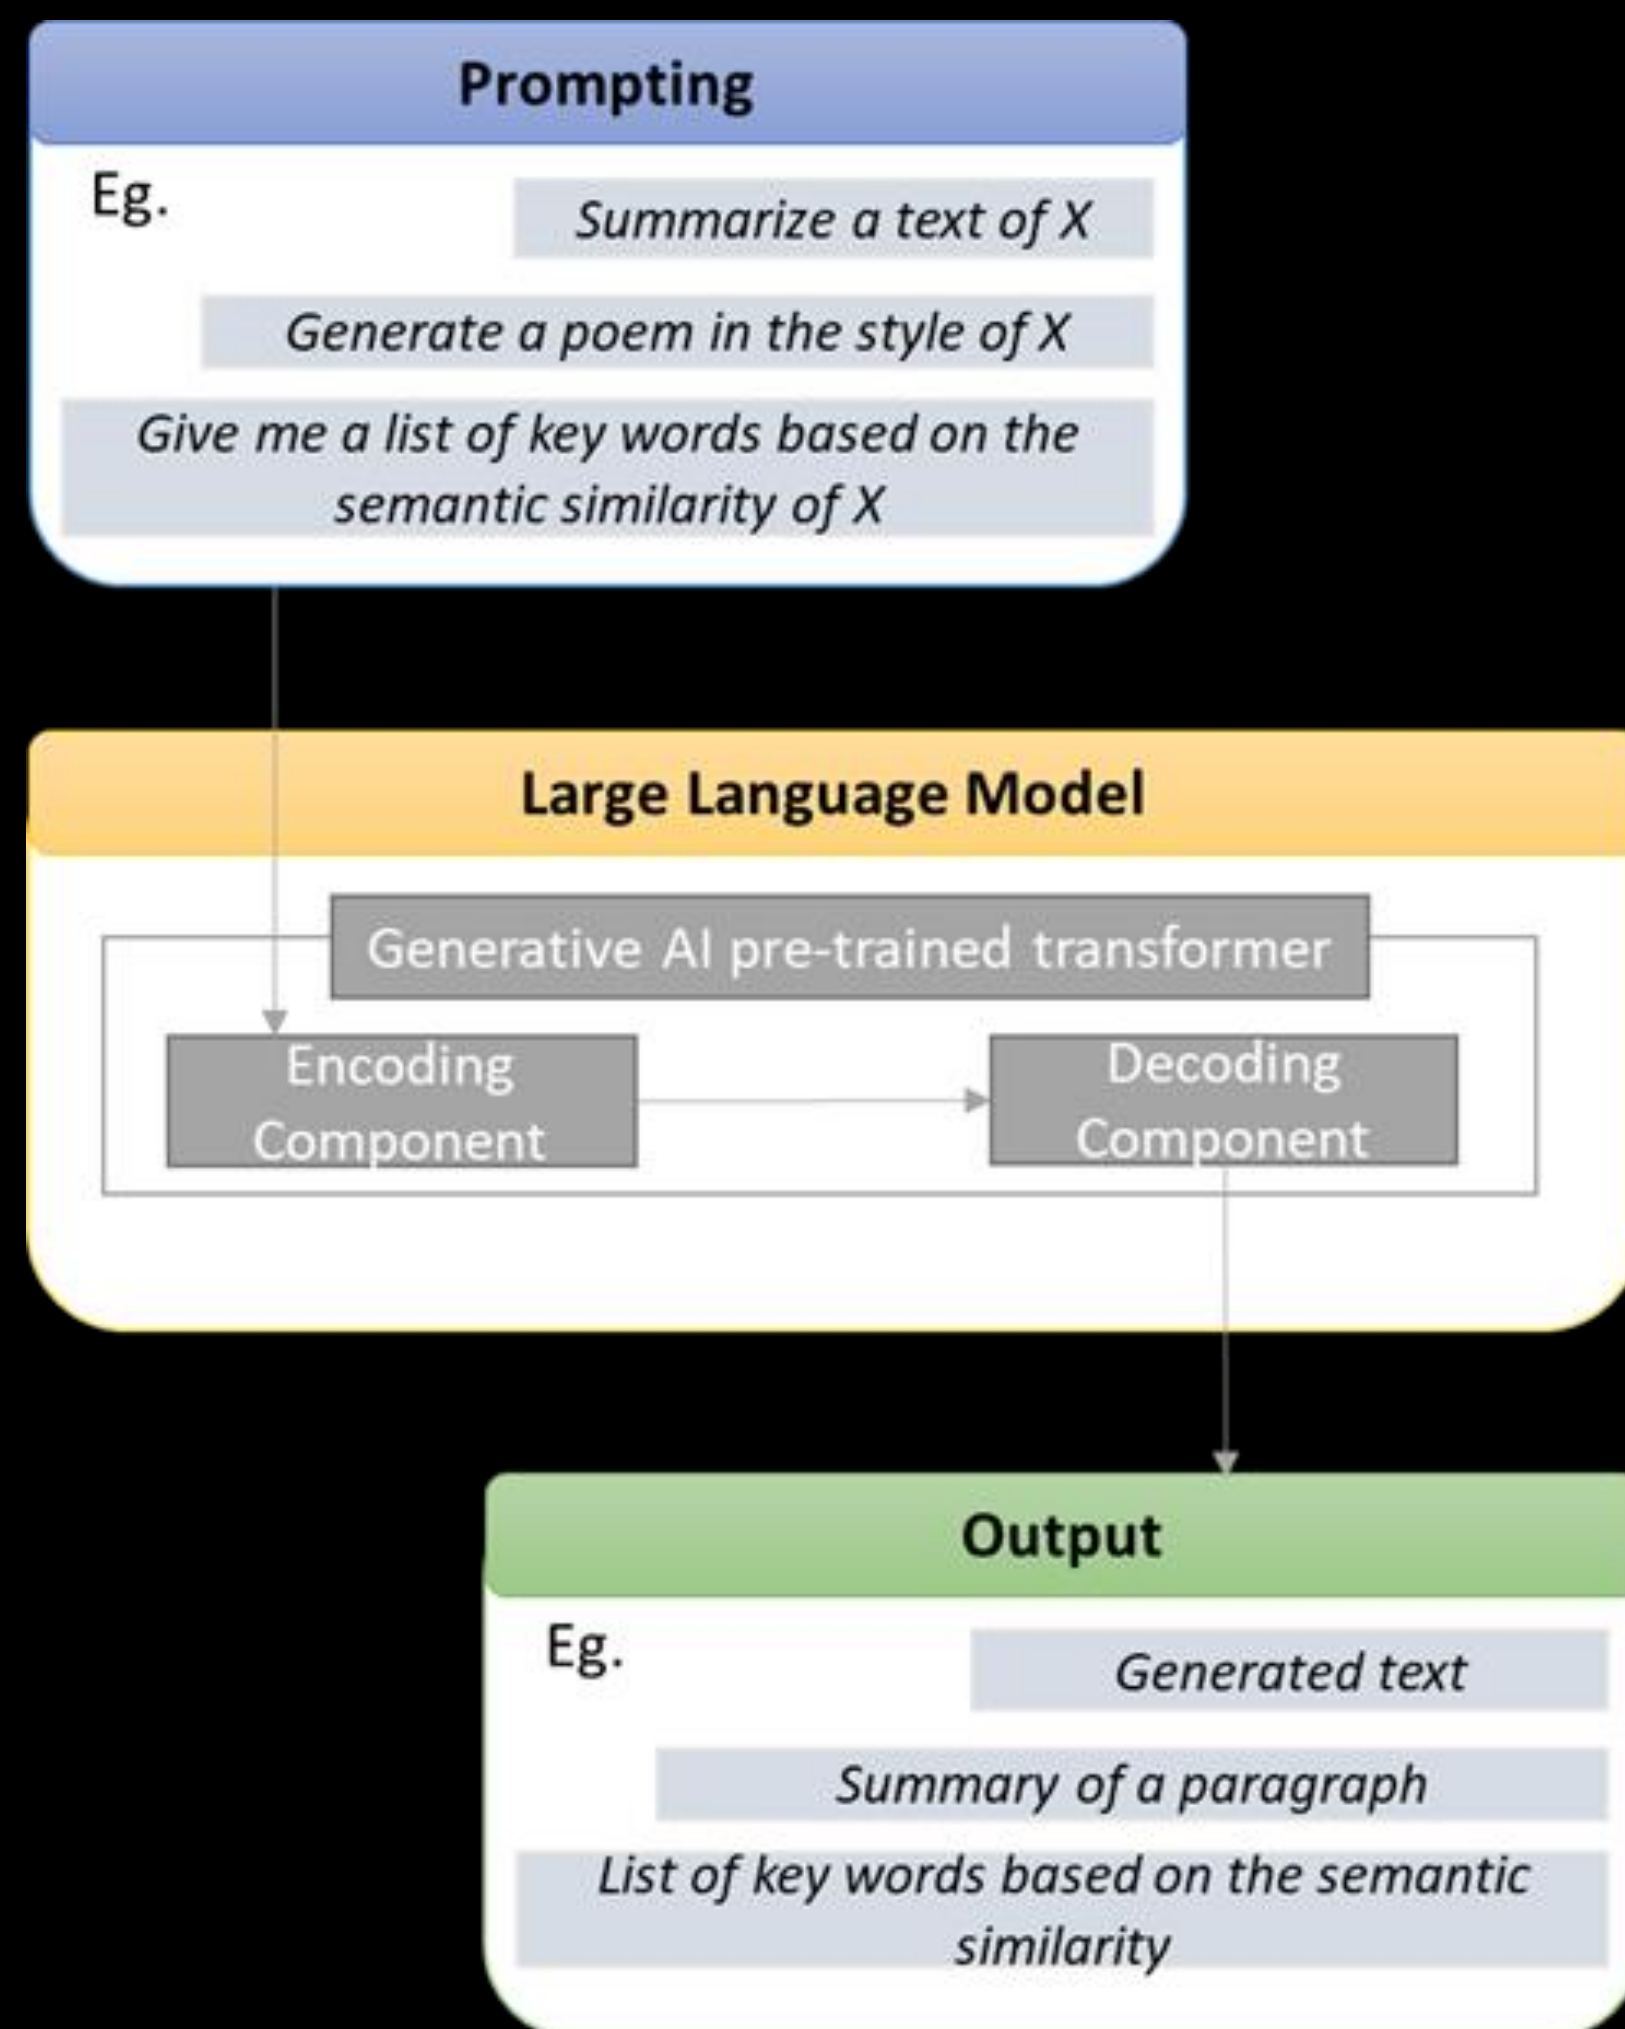 Prompting
Eg.
Summarize a text of X
Generate a poem in the style of X
Give me a list of key words based on the
semantic similarity of X
Large Language Model
Generative AI pre-trained transformer
Encoding
Component
Decoding
Component
Output
Eg.
Generated text
Summary of a paragraph
List of key words based on the semantic
similarity